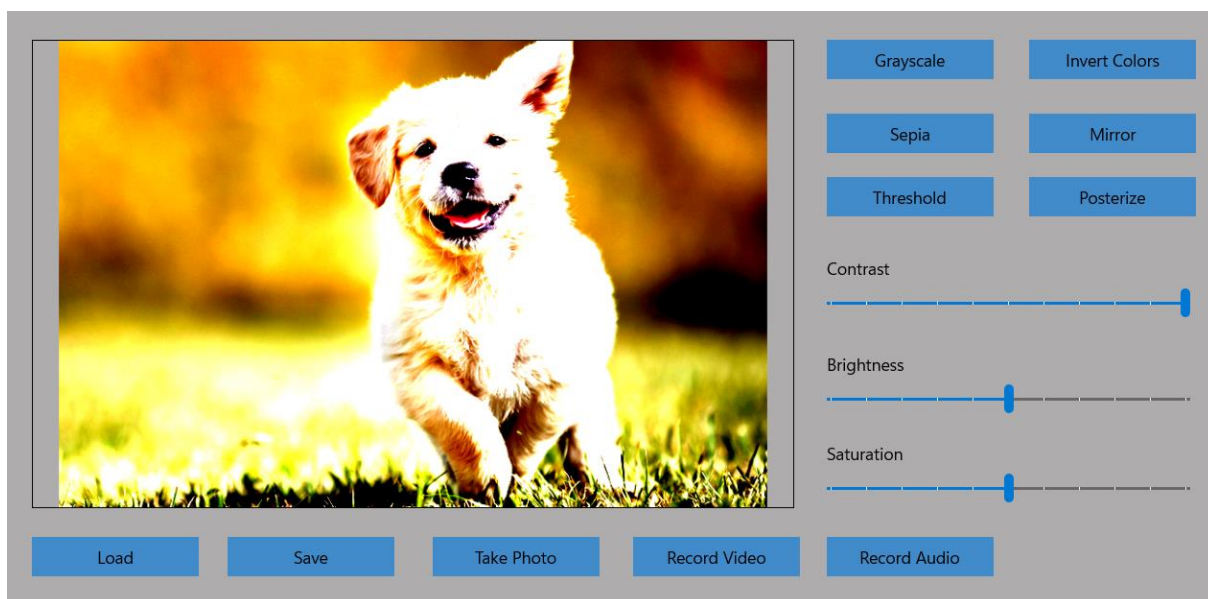 Grayscale
Invert Colors
Sepia
Mirror
Threshold
Posterize
Contrast
Brightness
Saturation
Load
Save
Take Photo
Record Video
Record Audio